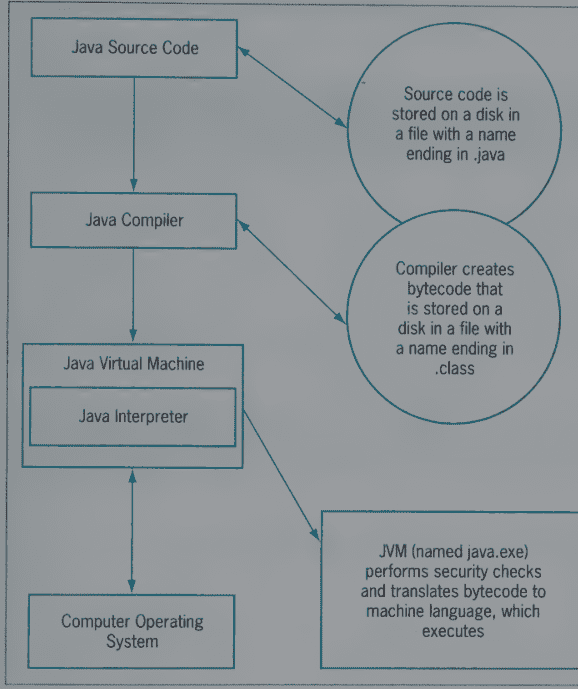 Java Source Code
Source code is
stored on a disk in
a file with a name
ending in .java
Java Compiler
Compiler creates
bytecode that
is stored on a
disk in a file with
a name ending in
.class
Java Virtual Machine
Java Interpreter
JVM (named java.exe)
performs security checks
and translates bytecode to
machine language, which
executes
Computer Operating
System